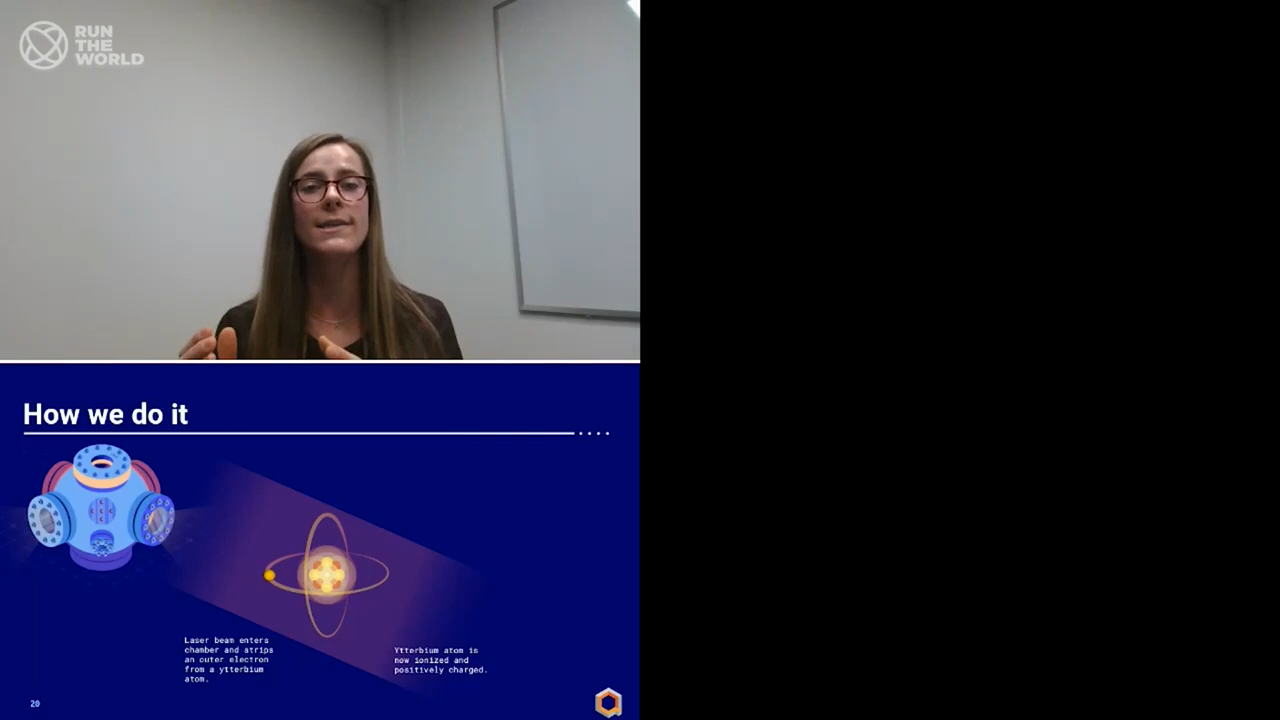 RUN
THE
WORLD
How we do it
Laser beam enters
chamber and strips
an outer electron
from a ytterbium
atom.
Ytterbium atom is
now ionized and
positively charged.
20